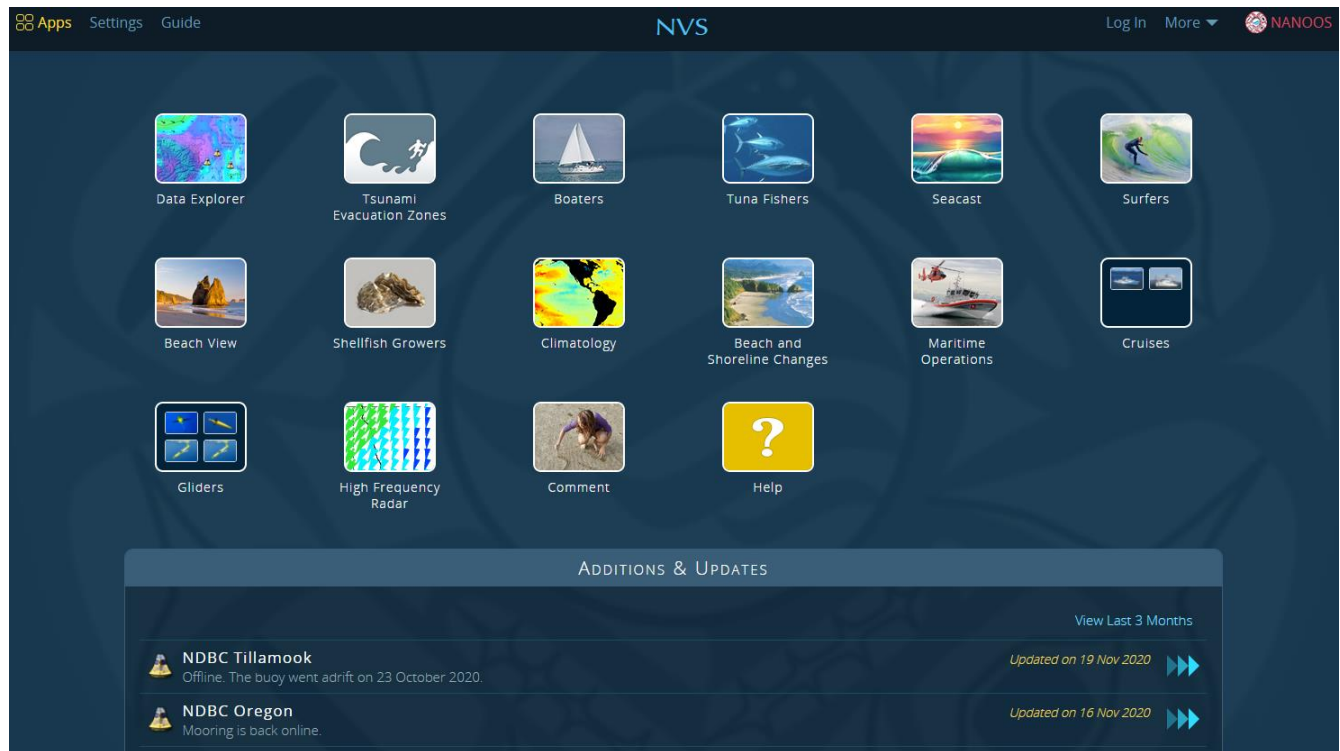 Apps Settings Guide NVS Log In More NANOOS
Data Explorer
Tsunami
Evacuation Zones
Boaters
Tuna Fishers
Seacast
Surfers
Beach View
Shellfish Growers
Climatology
Beach and
Shoreline Changes
Maritime
Operations
Cruises
Gliders
High Frequency
Radar
Comment
?
Help
Additions & Updates
View Last 3 Months
NDBC Tillamook
Updated on 19 Nov 2020
Offline. The buoy went adrift on 23 October 2020.
NDBC Oregon
Updated on 16 Nov 2020
Mooring is back online.